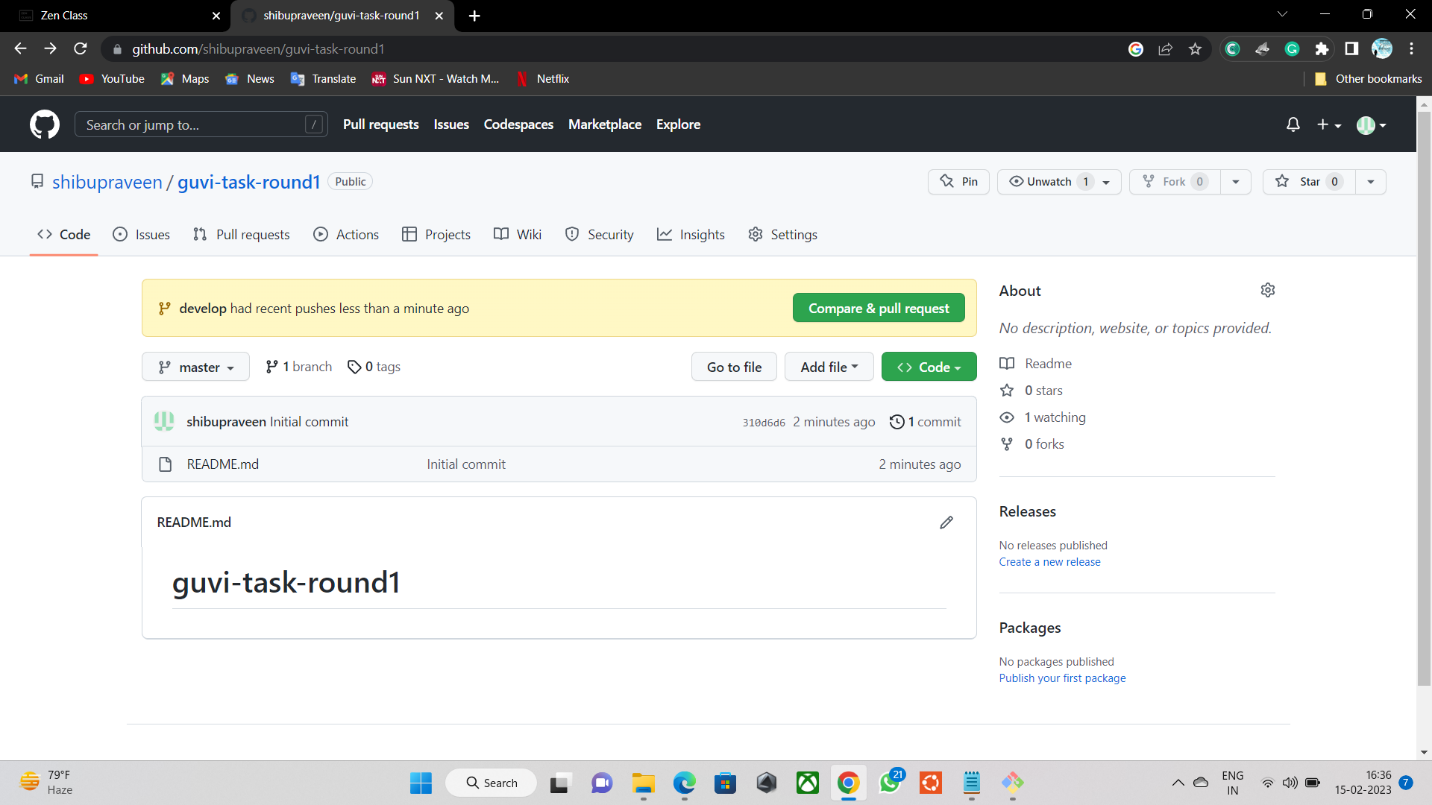 Zen Class
shibupraveen/guvi-task-round1
github.com/shibupraveen/guvi-task-round1
Gmail YouTube Maps News Translate Sun NXT - Watch M... Netflix Other bookmarks
Search or jump to... / Pull requests Issues Codespaces Marketplace Explore
shibupraveen / guvi-task-round1 Public Pin Unwatch 1 Fork 0 Star 0
Code Issues Pull requests Actions Projects Wiki Security Insights Settings
develop had recent pushes less than a minute ago Compare & pull request
master 1 branch 0 tags Go to file Add file Code
shibupraveen Initial commit 310d6d6 2 minutes ago 1 commit
README.md Initial commit 2 minutes ago
README.md
guvi-task-round1
About
No description, website, or topics provided.
Readme
0 stars
1 watching
0 forks
Releases
No releases published
Create a new release
Packages
No packages published
Publish your first package
79°F
Haze
Search
21
ENG
IN
16:36
15-02-2023
7